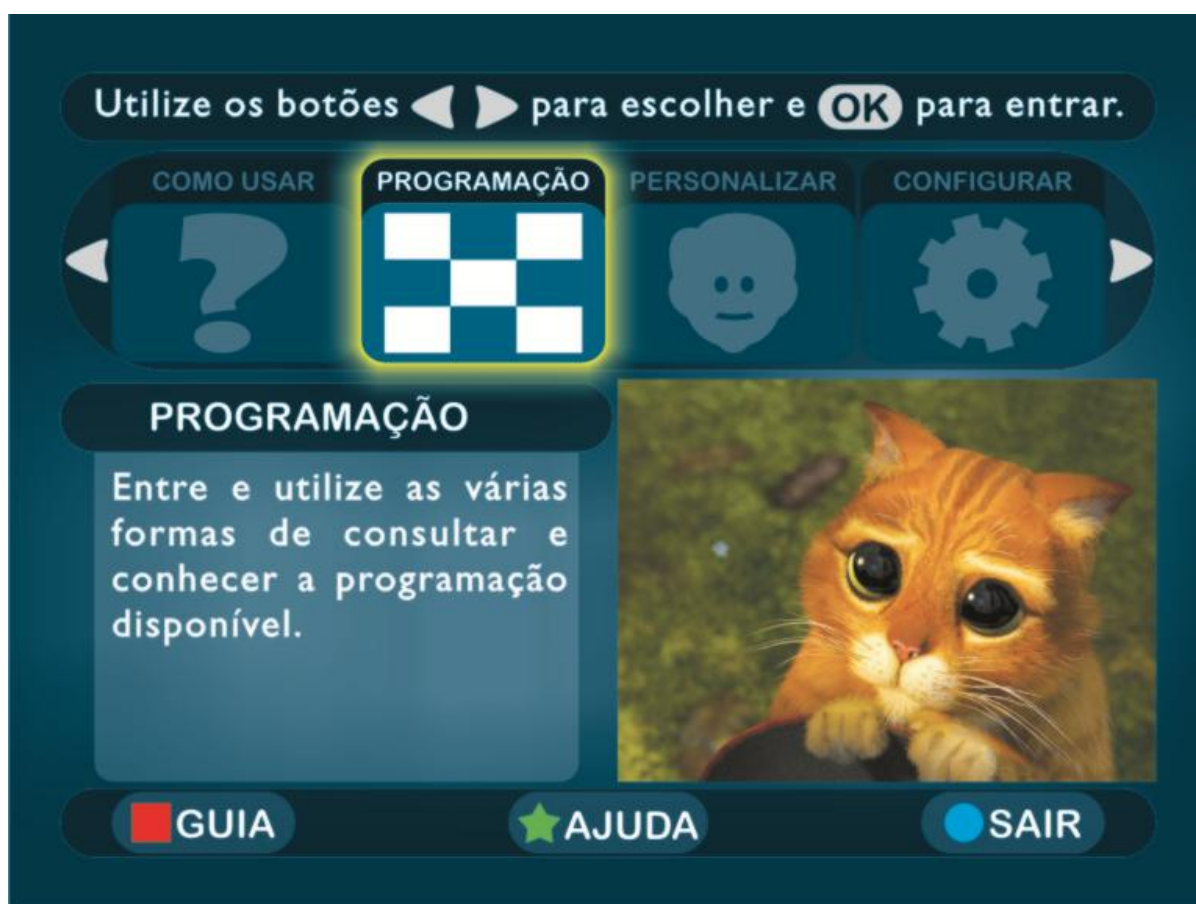 Utilize os botões para escolher e OK para entrar.
COMO USAR PROGRAMAÇÃO PERSONALIZAR CONFIGURAR
PROGRAMAÇÃO
Entre e utilize as várias
formas de consultar e
conhecer a programação
disponível.
GUIA AJUDA SAIR